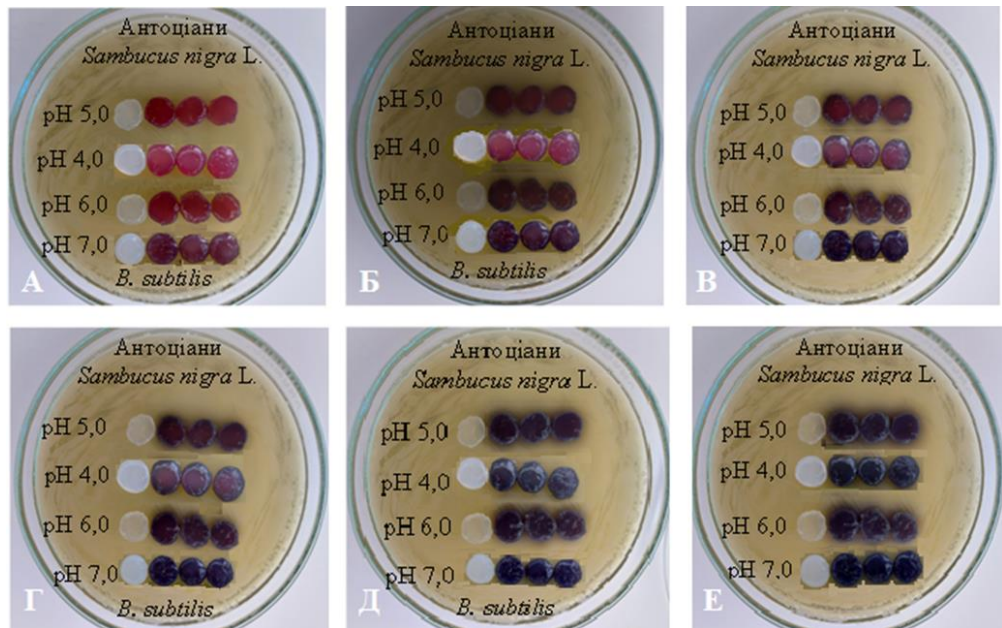 Антоціани
Sambucus nigra L.
pH 5,0
pH 4,0
pH 6,0
pH 7,0
B. subtilis
А
Антоціани
Sambucus nigra L.
pH 5,0
pH 4,0
pH 6,0
pH 7,0
B. subtilis
Б
Антоціани
Sambucus nigra L.
pH 5,0
pH 4,0
pH 6,0
pH 7,0
В
Антоціани
Sambucus nigra L.
pH 5,0
pH 4,0
pH 6,0
pH 7,0
B. subtilis
Г
Антоціани
Sambucus nigra L.
pH 5,0
pH 4,0
pH 6,0
pH 7,0
B. subtilis
Д
Антоціани
Sambucus nigra L.
pH 5,0
pH 4,0
pH 6,0
pH 7,0
Е